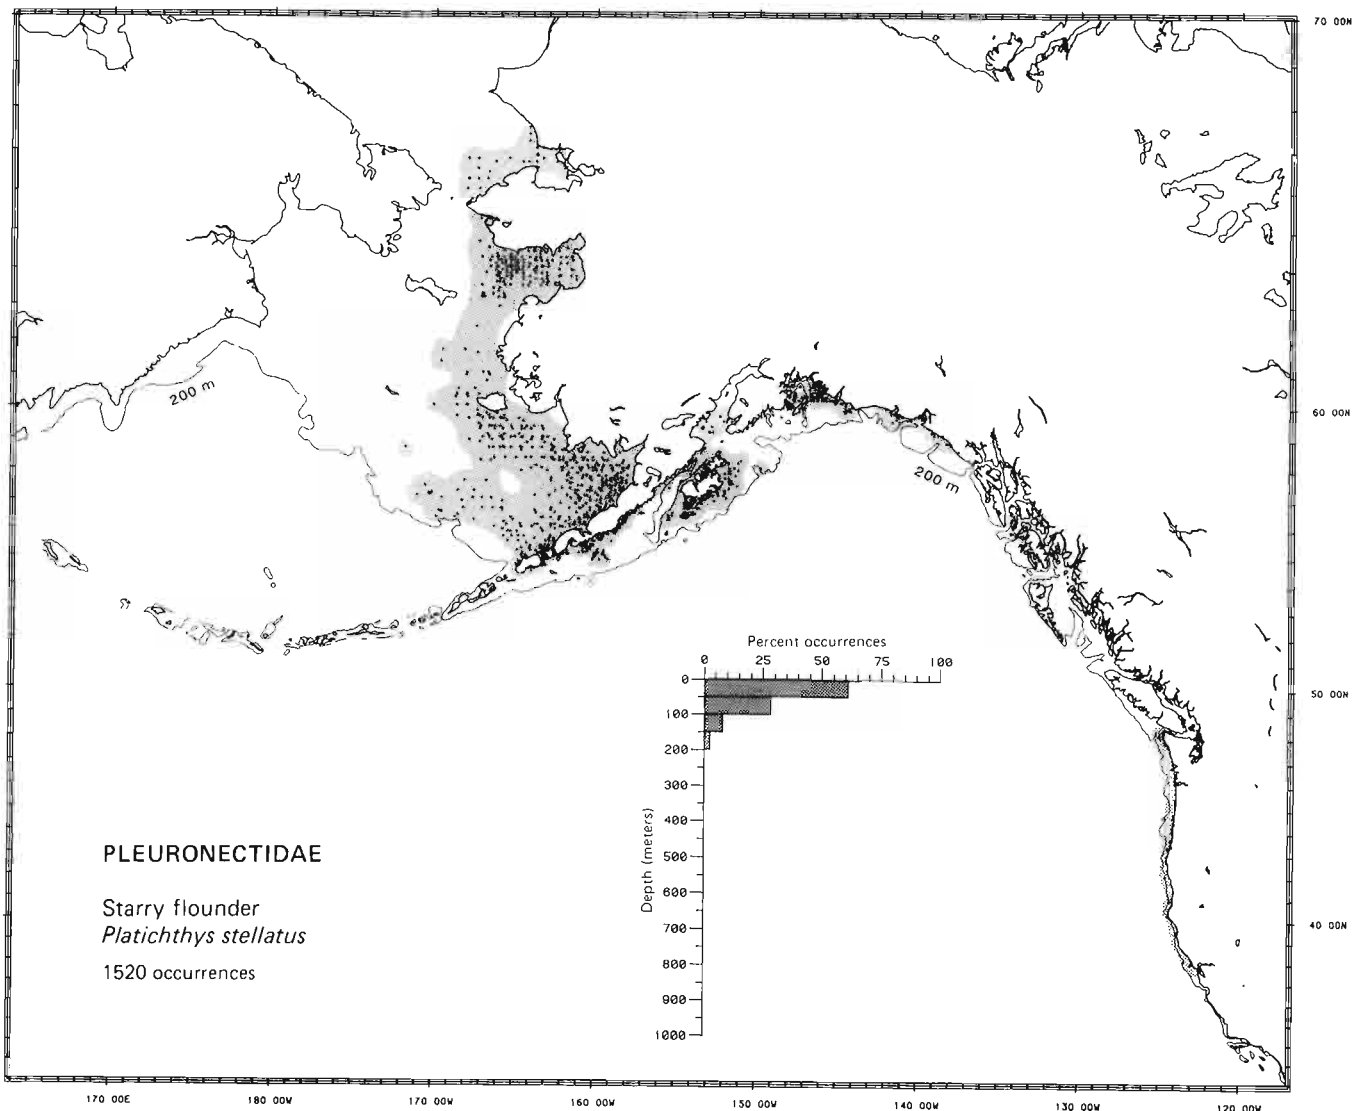 70 00N
200 m
60 00N
200 m
Percent occurrences
0 25 50 75 100
50 00N
0
100
200
300
400
500
600
700
800
900
1000
Depth (meters)
40 00N
PLEURONECTIDAE
Starry flounder
Platichthys stellatus
1520 occurrences
170 00E 180 00W 170 00W 160 00W 150 00W 140 00W 130 00W 120 00W